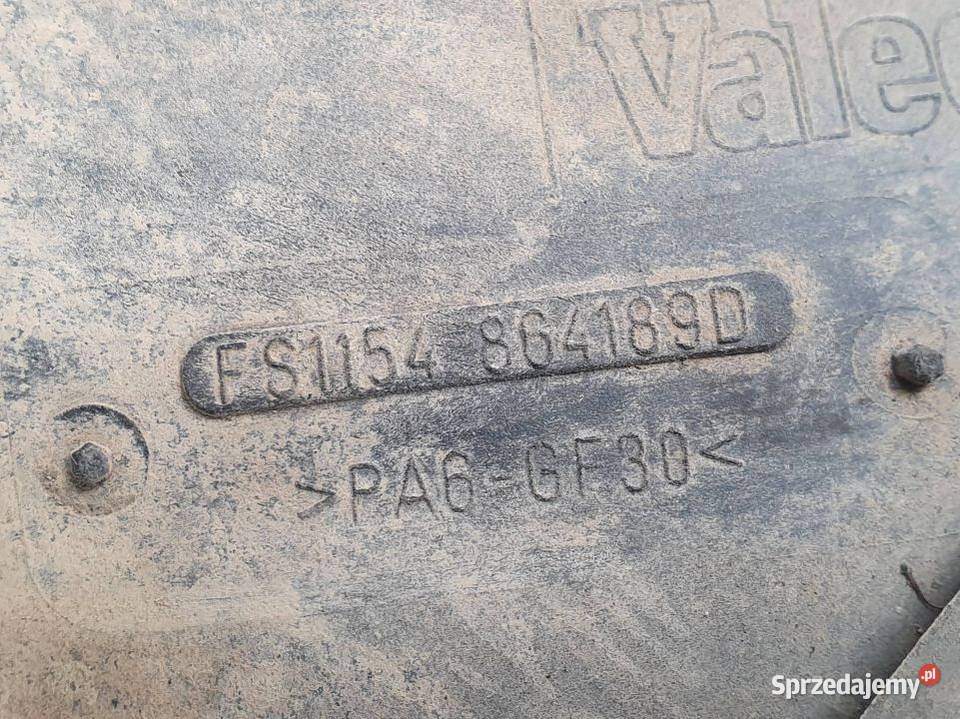 Valeo
FS1154 864189D
>PA6-GF30<
Sprzedajemy.pl